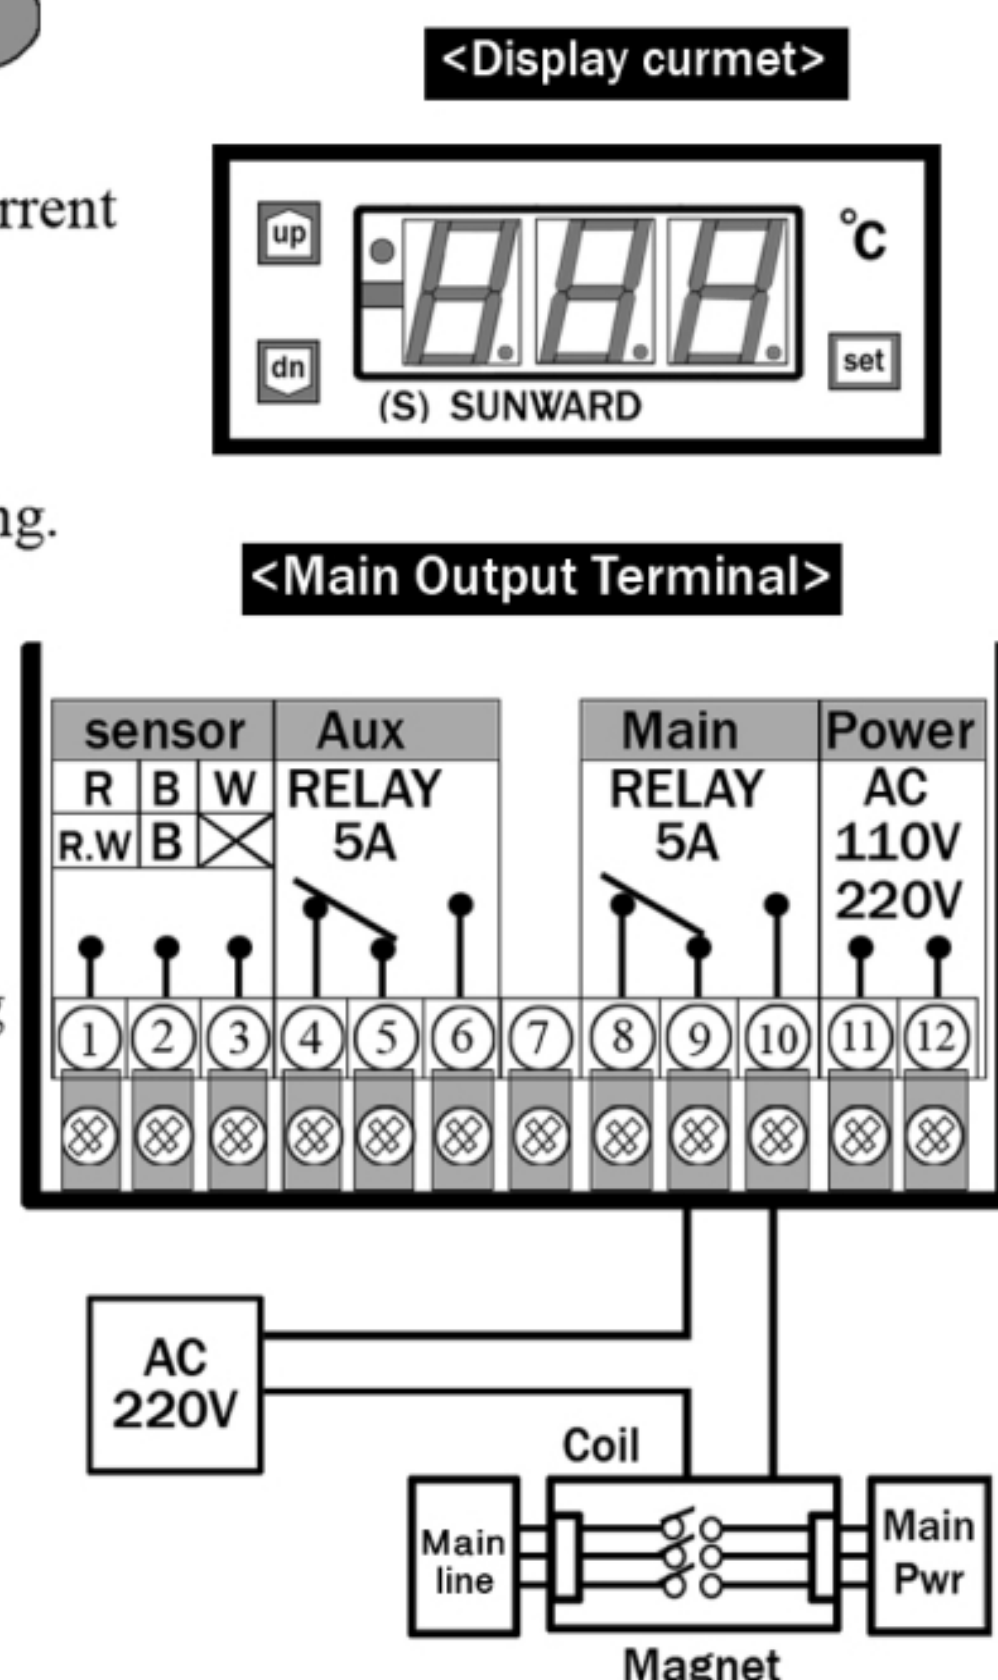 <Display curmet>
rrent
up
°C
dn
set
(S) SUNWARD
ng.
<Main Output Terminal>
sensor Aux Main Power
R B W RELAY RELAY AC
R.W B 5A 5A 110V
220V
g
1 2 3 4 5 6 7 8 9 10 11 12
AC
220V
Coil
Main
line
Main
Pwr
Magnet